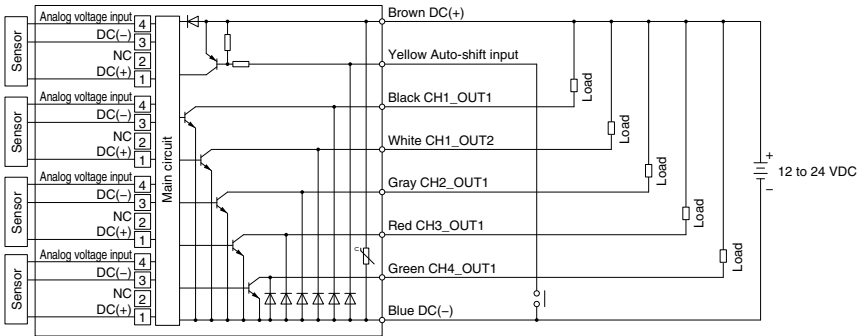 Brown DC(+)
Analog voltage input 4
DC(−) 3
NC 2
DC(+) 1
Sensor
Yellow Auto-shift input
Analog voltage input 4
DC(−) 3
NC 2
DC(+) 1
Sensor
Black CH1_OUT1
Load
White CH1_OUT2
Load
Main circuit
+
12 to 24 VDC
−
Analog voltage input 4
DC(−) 3
NC 2
DC(+) 1
Sensor
Gray CH2_OUT1
Load
Red CH3_OUT1
Load
Analog voltage input 4
DC(−) 3
NC 2
DC(+) 1
Sensor
Green CH4_OUT1
Load
Blue DC(−)